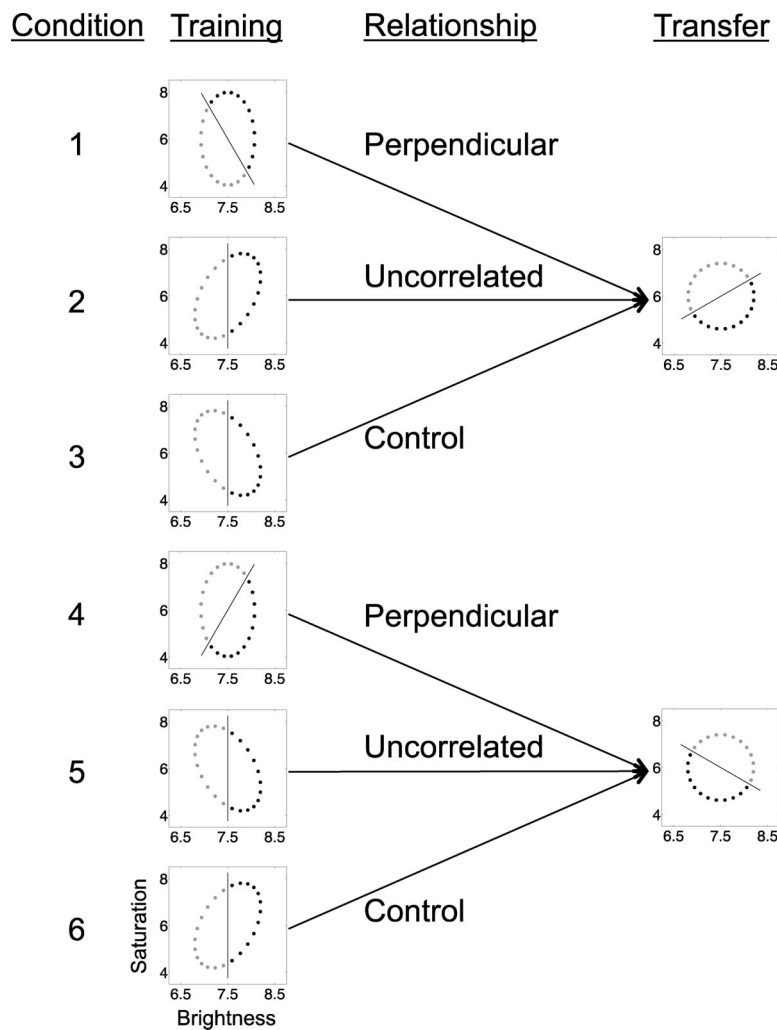 Condition Training Relationship Transfer
8
1 6 Perpendicular
4
6.5 7.5 8.5
8 Uncorrelated 8
2 6 6
4 4
6.5 7.5 8.5 6.5 7.5 8.5
8
3 6 Control
4
6.5 7.5 8.5
8
4 6 Perpendicular
4
6.5 7.5 8.5
8 Uncorrelated 8
5 6 6
4 4
6.5 7.5 8.5 6.5 7.5 8.5
8
6 Saturation 6 Control
4
6.5 7.5 8.5
Brightness